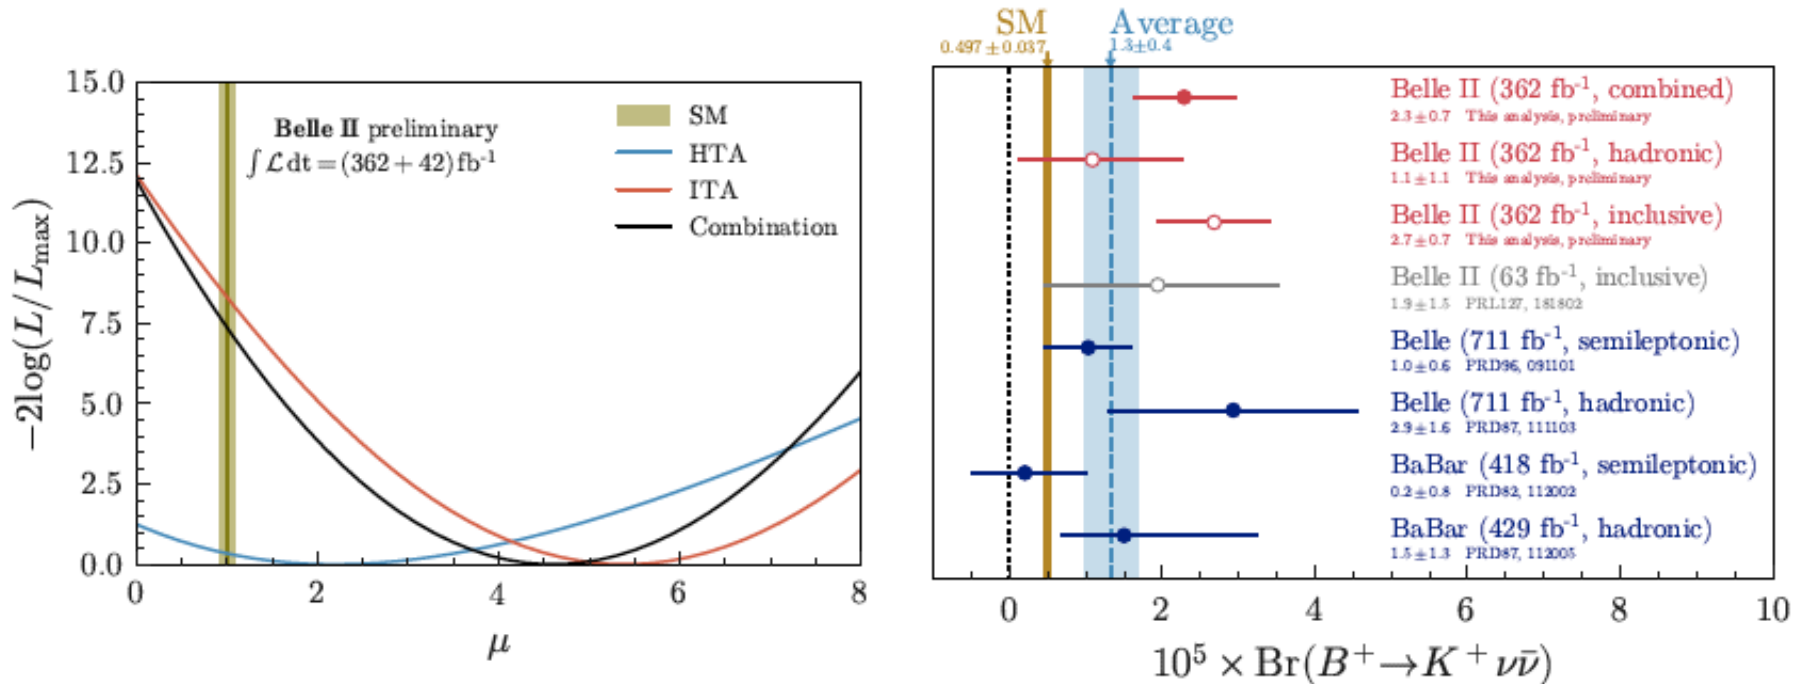 15.0
12.5
10.0
7.5
5.0
2.5
0.0
−2log(L/L_max)
0 2 4 6 8
μ
Belle II preliminary
∫ℒ dt = (362 + 42) fb⁻¹
SM
HTA
ITA
Combination
SM
0.497 ± 0.037
Average
1.3±0.4
Belle II (362 fb⁻¹, combined)
2.3±0.7 This analysis, preliminary
Belle II (362 fb⁻¹, hadronic)
1.1±1.1 This analysis, preliminary
Belle II (362 fb⁻¹, inclusive)
2.7±0.7 This analysis, preliminary
Belle II (63 fb⁻¹, inclusive)
1.9±1.5 PRL127, 181802
Belle (711 fb⁻¹, semileptonic)
1.0±0.6 PRD96, 091101
Belle (711 fb⁻¹, hadronic)
2.9±1.6 PRD87, 111103
BaBar (418 fb⁻¹, semileptonic)
0.2±0.8 PRD82, 112002
BaBar (429 fb⁻¹, hadronic)
1.5±1.3 PRD87, 112005
0 2 4 6 8 10
10⁵ × Br(B⁺→K⁺νν̄)